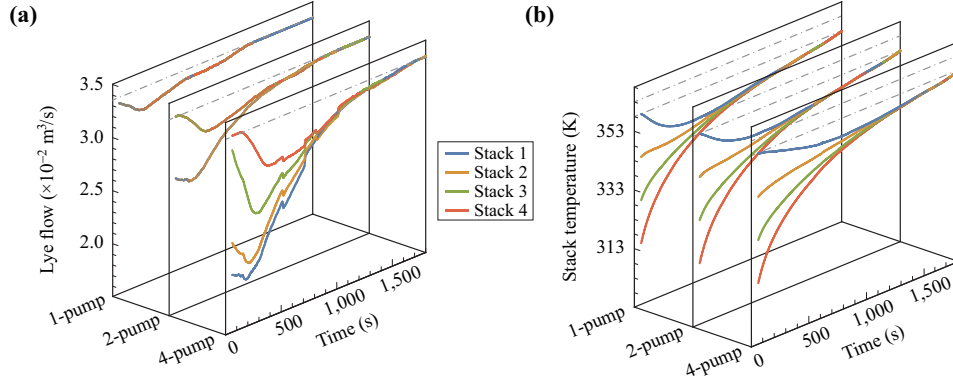 (a)
3.5
3.0
2.5
2.0
Lye flow (×10⁻² m³/s)
1-pump
2-pump
4-pump
0
500
1,000
1,500
Time (s)
Stack 1
Stack 2
Stack 3
Stack 4
(b)
353
333
313
Stack temperature (K)
1-pump
2-pump
4-pump
0
500
1,000
1,500
Time (s)